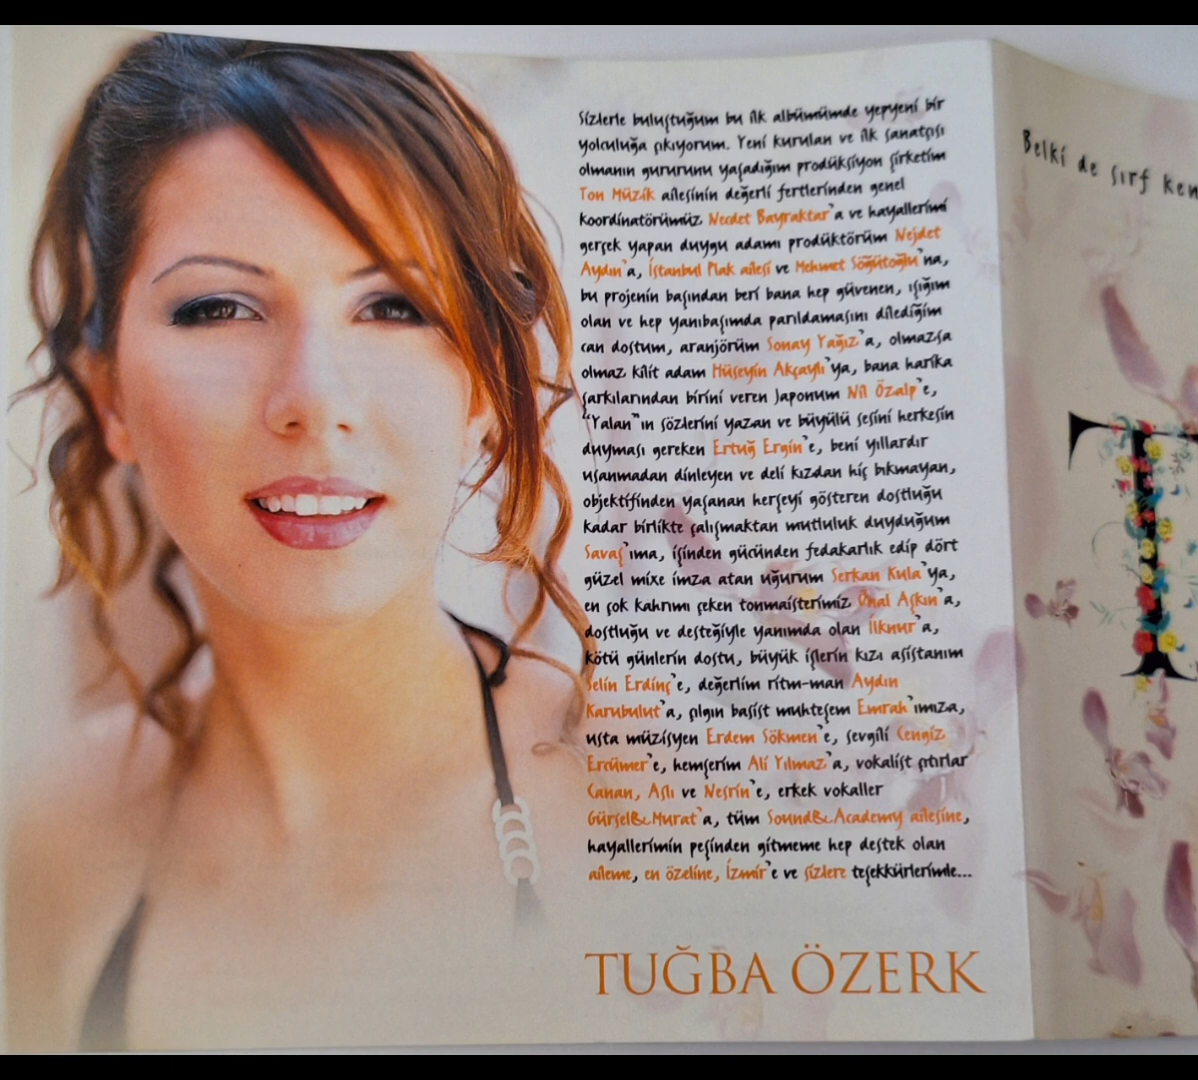 Sizlerle buluştuğum bu ilk albümümde yepyeni bir
yolculuğa çıkıyorum. Yeni kurulan ve ilk sanatçısı
olmanın gururunu yaşadığım prodüksiyon şirketim
Ton Müzik ailesinin değerli fertlerinden genel
koordinatörümüz Necdet Bayraktar'a ve hayallerimi
gerçek yapan duygu adamı prodüktörüm Nejdet
Aydın'a, İstanbul Plak ailesi ve Mehmet Söğütoğlu'na,
bu projenin başından beri bana hep güvenen, ışığım
olan ve hep yanıbaşımda parıldamasını dilediğim
can dostum, aranjörüm Sonay Yağız'a, olmazsa
olmaz kilit adam Hüseyin Akçaylı'ya, bana harika
şarkılarından birini veren Japonum Nil Özalp'e,
"Yalan"ın sözlerini yazan ve büyülü sesini herkesin
duyması gereken Ertuğ Ergin'e, beni yıllardır
usanmadan dinleyen ve deli kızdan hiç bıkmayan,
objektifinden yaşanan herşeyi gösteren dostluğu
kadar birlikte çalışmaktan mutluluk duyduğum
Savaş'ıma, işinden gücünden fedakarlık edip dört
güzel mixe imza atan uğurum Serkan Kula'ya,
en çok kahrımı çeken tonmaisterimiz Ünal Aşkın'a,
dostluğu ve desteğiyle yanımda olan İlknur'a,
kötü günlerin dostu, büyük işlerin kızı asistanım
Selin Erdinç'e, değerlim ritm-man Aydın
Karubulut'a, çılgın basist muhteşem Emrah'ımıza,
usta müzisyen Erdem Sökmen'e, sevgili Cengiz
Ercümer'e, hemşerim Ali Yılmaz'a, vokalist çıtırlar
Canan, Aslı ve Nesrin'e, erkek vokaller
Gürsel&Murat'a, tüm Sound&Academy ailesine,
hayallerimin peşinden gitmeme hep destek olan
aileme, en özeline, İzmir'e ve sizlere teşekkürlerimle...
TUĞBA ÖZERK
Belki de sırf ken